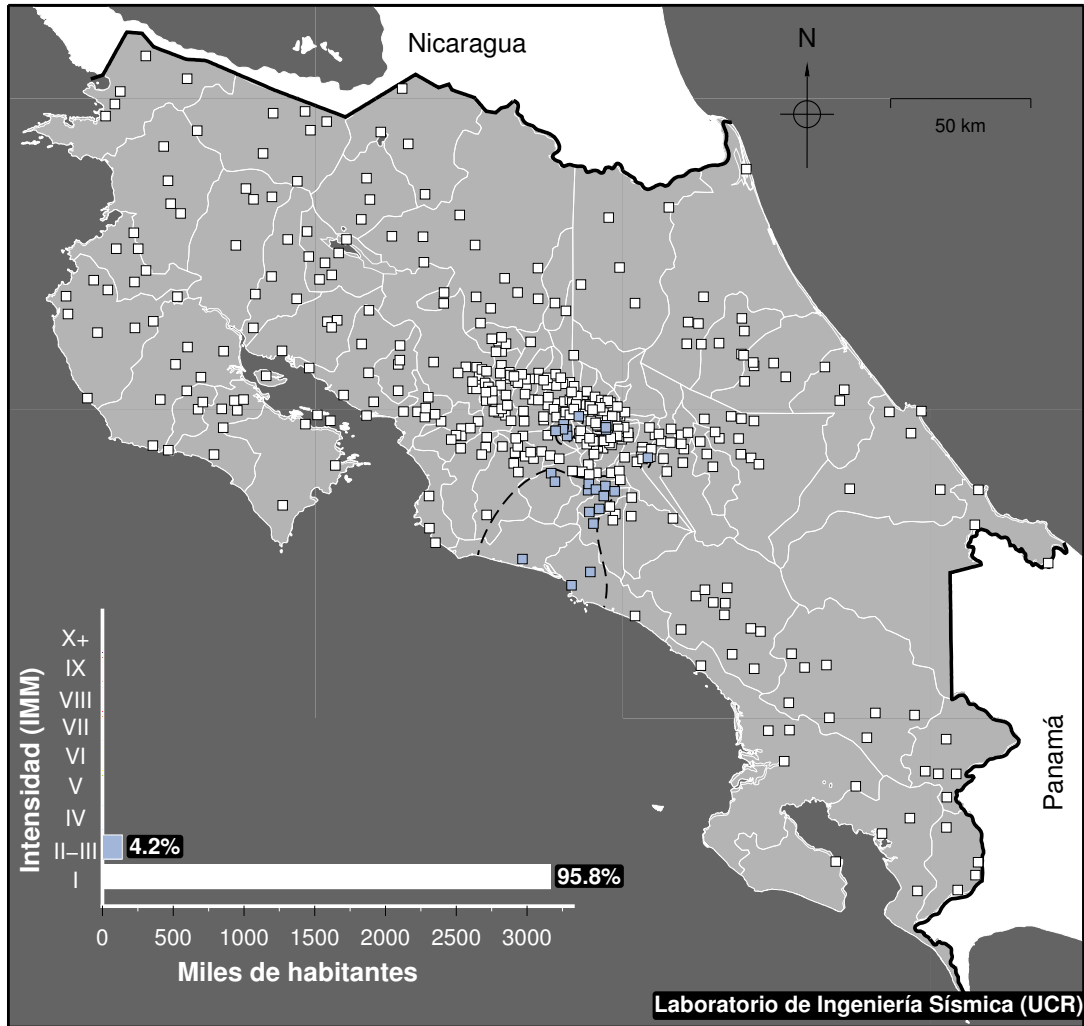 Nicaragua
N
50 km
Panamá
Intensidad (IMM)
X+
IX
VIII
VII
VI
V
IV
II–III
I
4.2%
95.8%
0 500 1000 1500 2000 2500 3000
Miles de habitantes
Laboratorio de Ingeniería Sísmica (UCR)